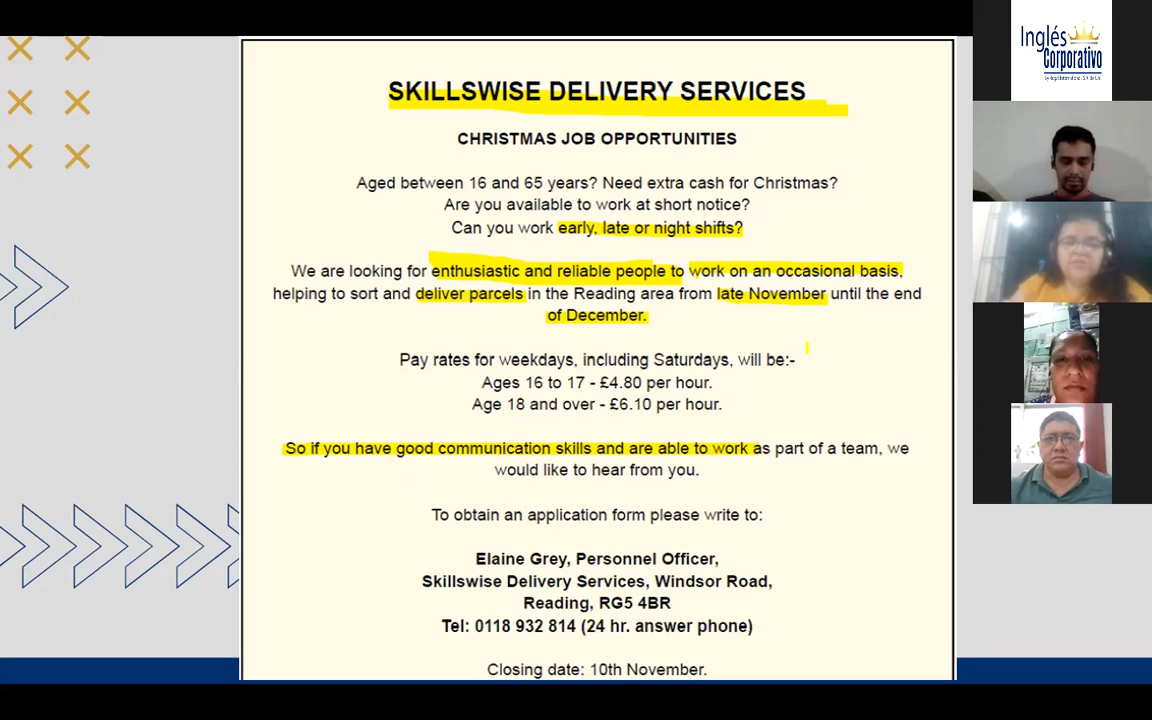 SKILLSWISE DELIVERY SERVICES
CHRISTMAS JOB OPPORTUNITIES
Aged between 16 and 65 years? Need extra cash for Christmas?
Are you available to work at short notice?
Can you work early, late or night shifts?
We are looking for enthusiastic and reliable people to work on an occasional basis,
helping to sort and deliver parcels in the Reading area from late November until the end
of December.
Pay rates for weekdays, including Saturdays, will be:-
Ages 16 to 17 - £4.80 per hour.
Age 18 and over - £6.10 per hour.
So if you have good communication skills and are able to work as part of a team, we
would like to hear from you.
To obtain an application form please write to:
Elaine Grey, Personnel Officer,
Skillswise Delivery Services, Windsor Road,
Reading, RG5 4BR
Tel: 0118 932 814 (24 hr. answer phone)
Closing date: 10th November.
Inglés
Corporativo